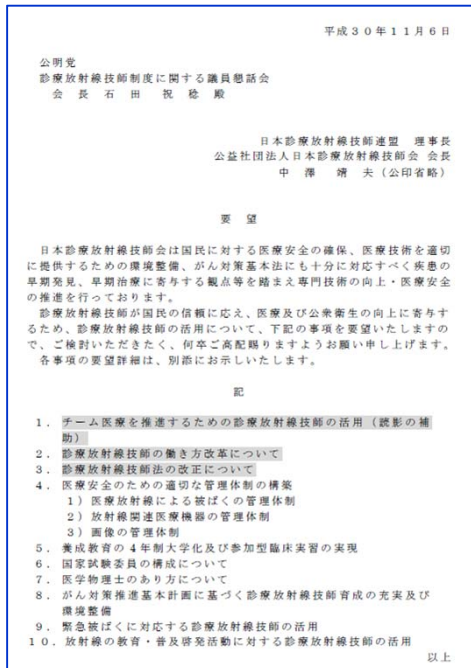 平成30年11月6日
公明党
診療放射線技師制度に関する議員懇話会
会長 石田 祝稔 殿
日本診療放射線技師連盟 理事長
公益社団法人日本診療放射線技師会 会長
中澤 靖夫(公印省略)
要望
日本診療放射線技師会は国民に対する医療安全の確保、医療技術を適切
に提供するための環境整備、がん対策基本法にも十分に対応すべく疾患の
早期発見、早期治療に寄与する観点等を踏まえ専門技術の向上・医療安全
の推進を行っております。
診療放射線技師が国民の信頼に応え、医療及び公衆衛生の向上に寄与す
るため、診療放射線技師の活用について、下記の事項を要望いたしますの
で、ご検討いただきたく、何卒ご高配賜りますようお願い申し上げます。
各事項の要望詳細は、別添にお示しいたします。
記
1.チーム医療を推進するための診療放射線技師の活用(読影の補
助)
2.診療放射線技師の働き方改革について
3.診療放射線技師法の改正について
4.医療安全のための適切な管理体制の構築
1)医療放射線による被ばくの管理体制
2)放射線関連医療機器の管理体制
3)画像の管理体制
5.養成教育の4年制大学化及び参加型臨床実習の実現
6.国家試験委員の構成について
7.医学物理士のあり方について
8.がん対策推進基本計画に基づく診療放射線技師育成の充実及び
環境整備
9.緊急被ばくに対応する診療放射線技師の活用
10.放射線の教育・普及啓発活動に対する診療放射線技師の活用
以上